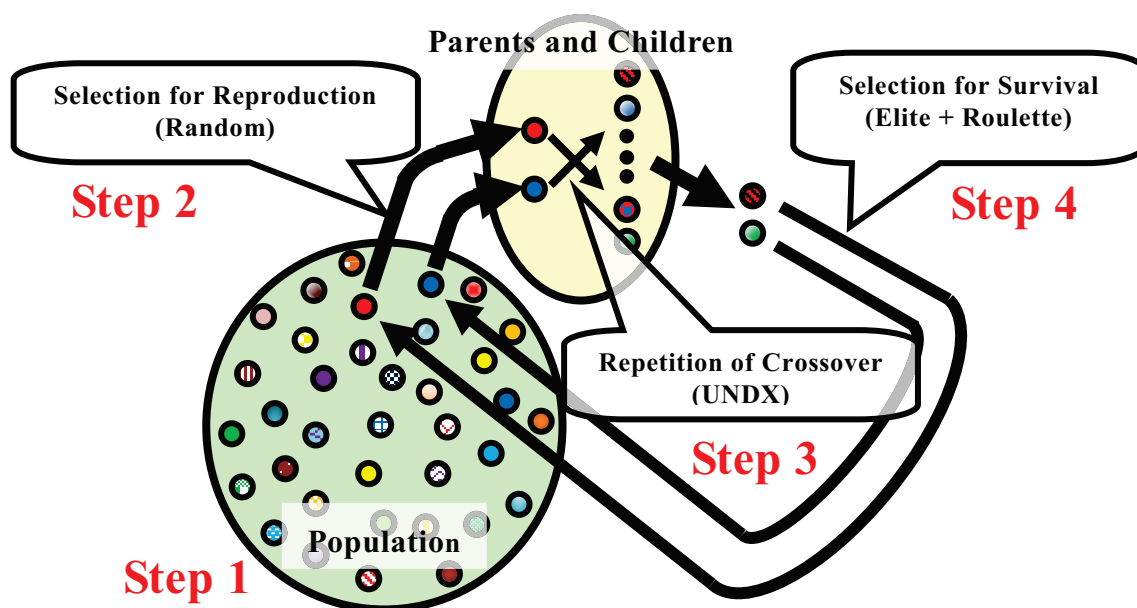 Parents and Children
Selection for Reproduction
(Random)
Step 2
Selection for Survival
(Elite + Roulette)
Step 4
Repetition of Crossover
(UNDX)
Step 3
Population
Step 1